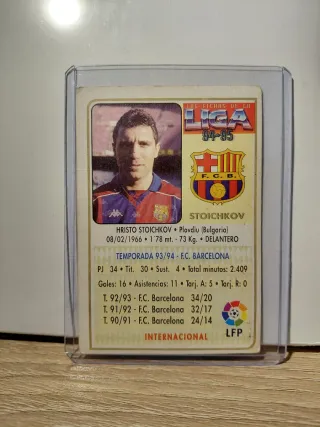 LAS FICHAS DE LA
LIGA
94-95
F.C.B.
STOICHKOV
HRISTO STOICHKOV • Plovdiu (Bulgaria)
08/02/1966 • 1 78 mt. - 73 Kg. • DELANTERO
TEMPORADA 93/94 - F.C. BARCELONA
PJ 34 • Tit. 30 • Sust. 4 • Total minutos: 2.409
Goles: 16 • Asistencias: 11 • Tarj. A: 5 • Tarj. R: 0
T. 92/93 - F.C. Barcelona 34/20
T. 91/92 - F.C. Barcelona 32/17
T. 90/91 - F.C. Barcelona 24/14
LFP
INTERNACIONAL